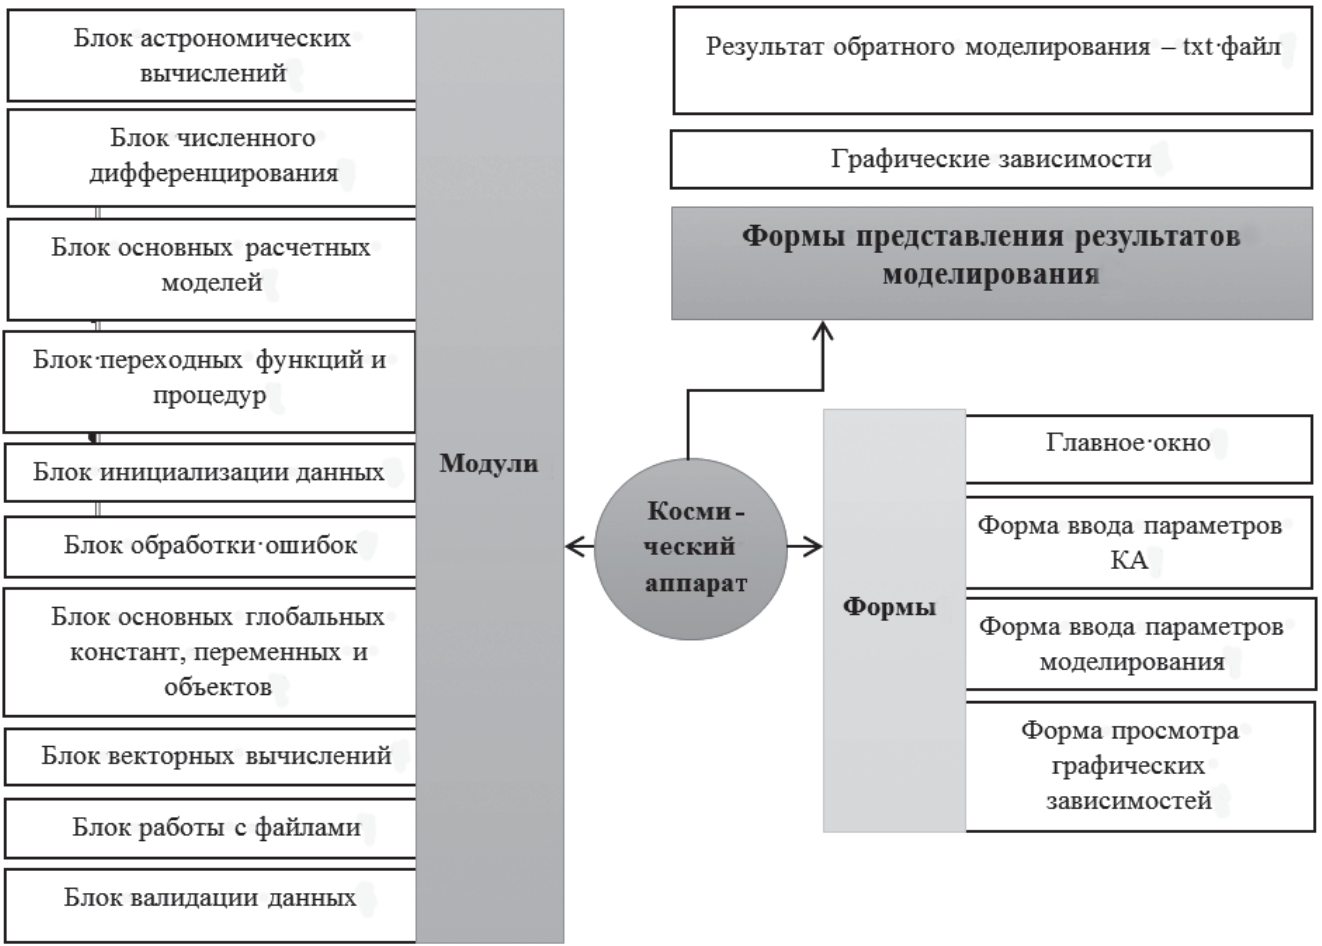 Блок астрономических
вычислений
Блок численного
дифференцирования
Блок основных расчетных
моделей
Блок·переходных функций и
процедур
Блок инициализации данных
Блок обработки·ошибок
Блок основных глобальных
констант, переменных и
объектов
Блок векторных вычислений
Блок работы с файлами
Блок валидации данных
Модули
Косми-
ческий
аппарат
Результат обратного моделирования – txt·файл
Графические зависимости
Формы представления результатов
моделирования
Формы
Главное·окно
Форма ввода параметров
КА
Форма ввода параметров
моделирования
Форма просмотра
графических
зависимостей